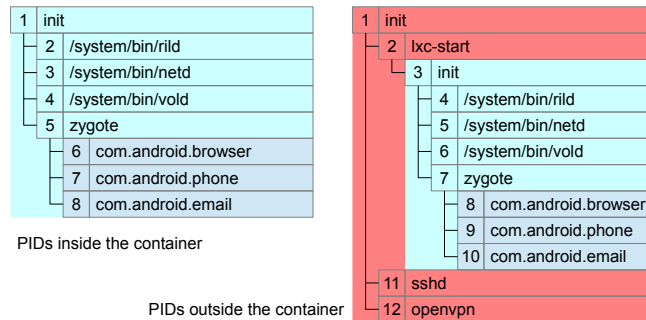 1 init
2 /system/bin/rild
3 /system/bin/netd
4 /system/bin/vold
5 zygote
6 com.android.browser
7 com.android.phone
8 com.android.email
PIDs inside the container
1 init
2 lxc-start
3 init
4 /system/bin/rild
5 /system/bin/netd
6 /system/bin/vold
7 zygote
8 com.android.browser
9 com.android.phone
10 com.android.email
11 sshd
12 openvpn
PIDs outside the container